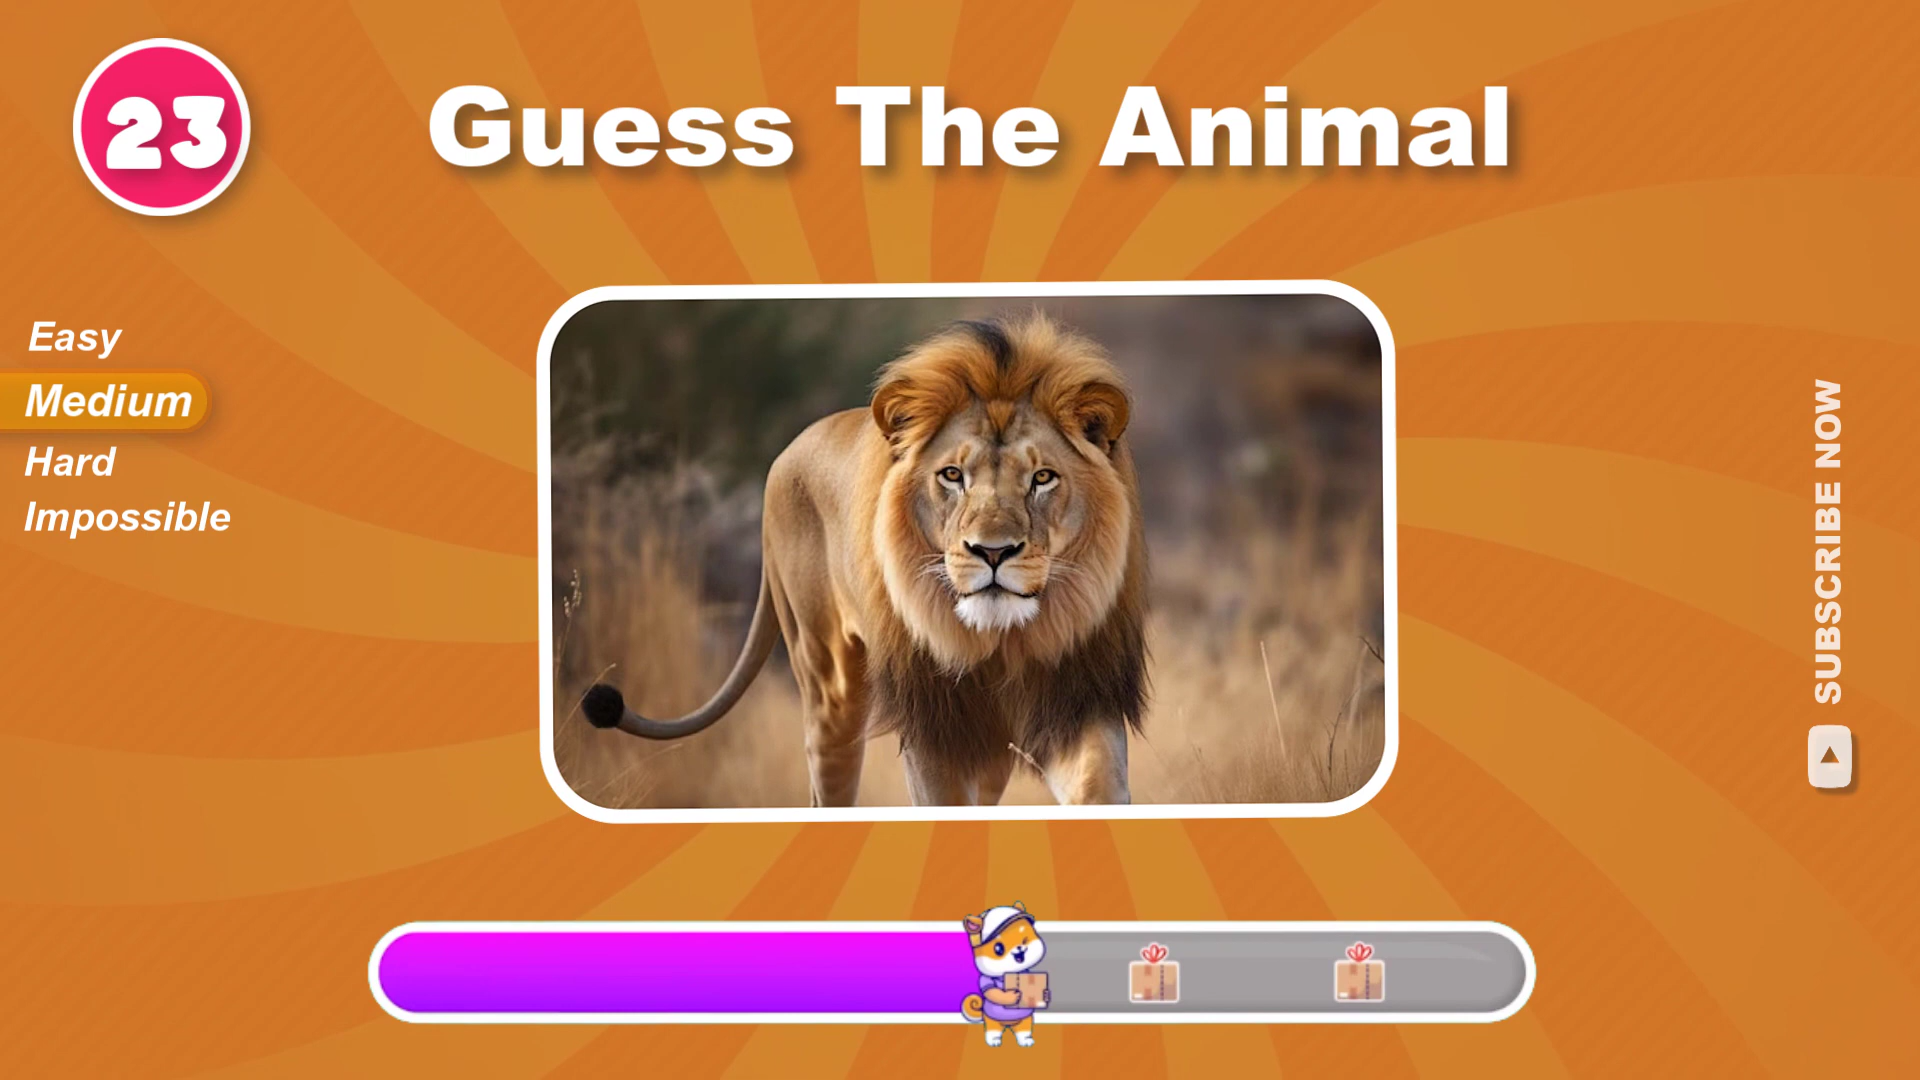 23
Guess The Animal
Easy
Medium
Hard
Impossible
SUBSCRIBE NOW